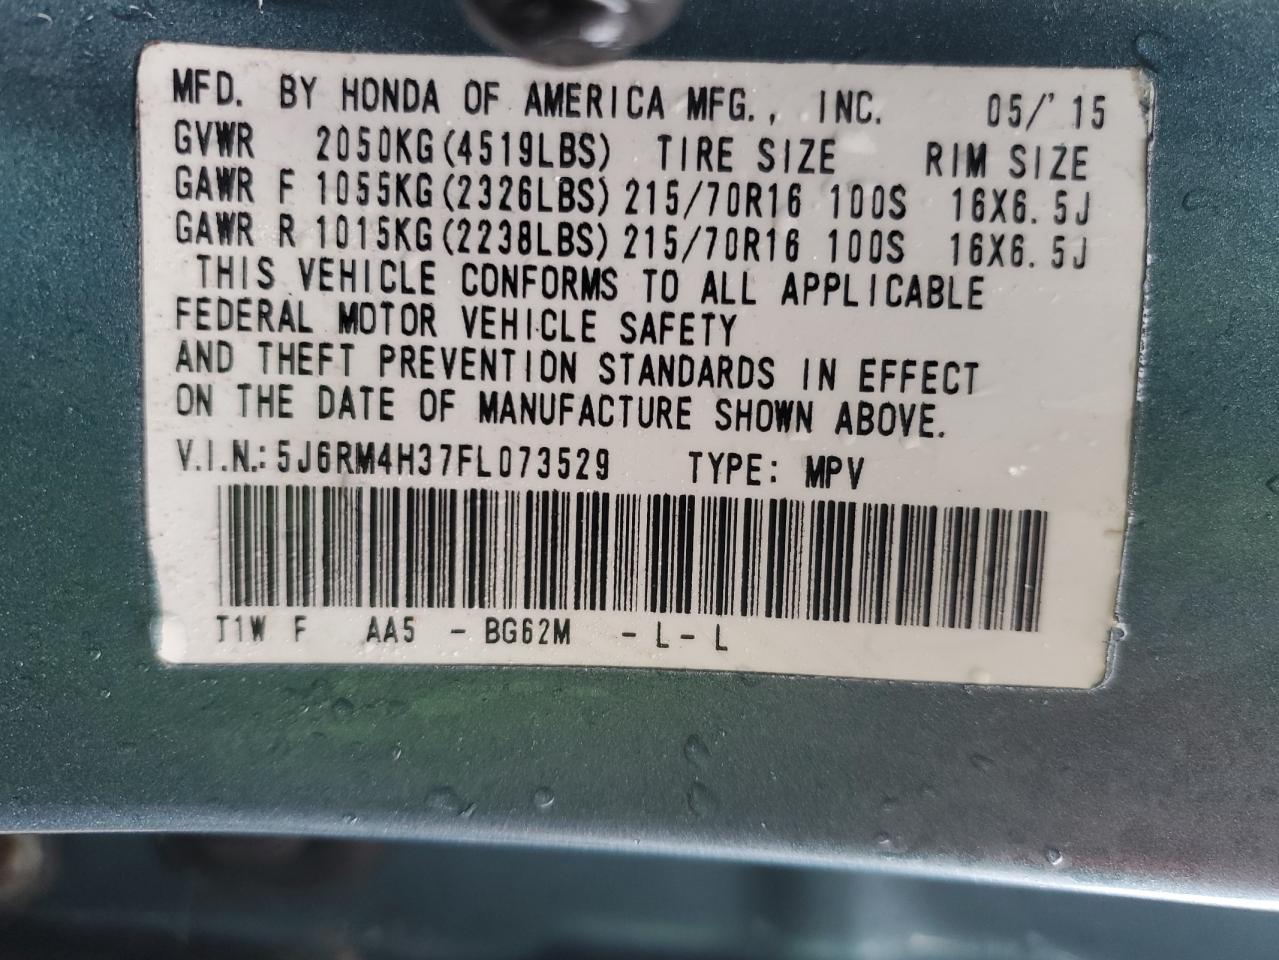 MFD. BY HONDA OF AMERICA MFG., INC. 05/'15
GVWR 2050KG(4519LBS) TIRE SIZE RIM SIZE
GAWR F 1055KG(2326LBS) 215/70R16 100S 16X6.5J
GAWR R 1015KG(2238LBS) 215/70R16 100S 16X6.5J
THIS VEHICLE CONFORMS TO ALL APPLICABLE
FEDERAL MOTOR VEHICLE SAFETY
AND THEFT PREVENTION STANDARDS IN EFFECT
ON THE DATE OF MANUFACTURE SHOWN ABOVE.
V.I.N.: 5J6RM4H37FL073529 TYPE: MPV
T1W F AA5 - BG62M - L - L